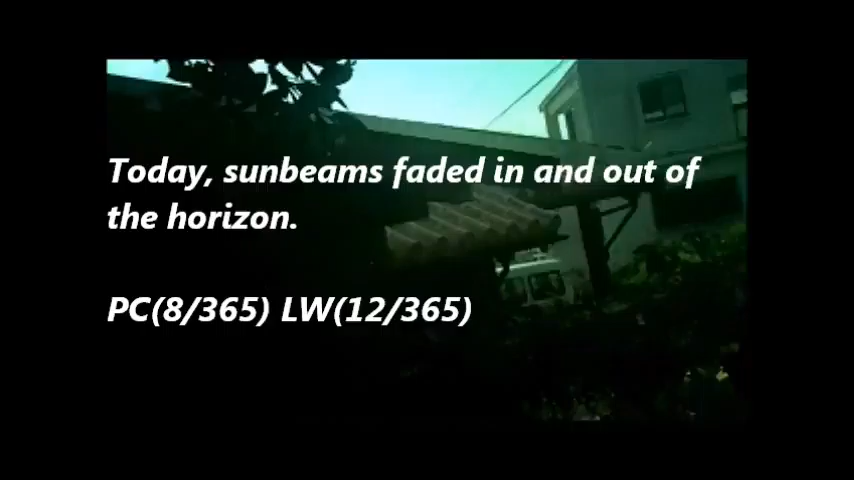 Today, sunbeams faded in and out of
the horizon.
PC(8/365) LW(12/365)